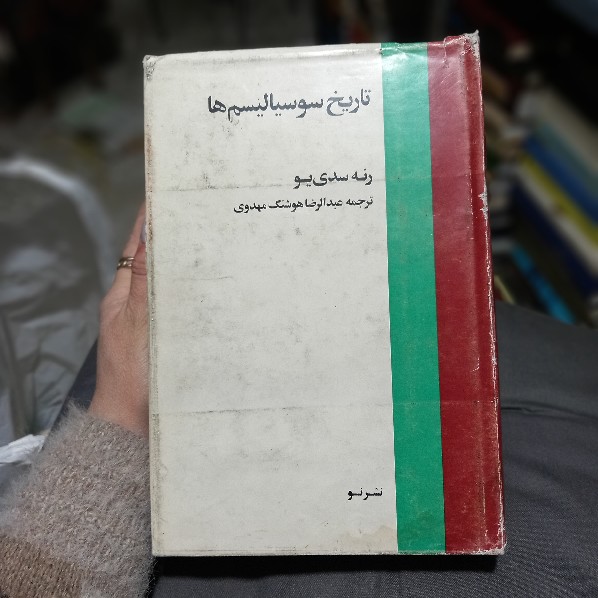 تاریخ سوسیالیسم‌ها
رنه سدی‌یو
ترجمه عبدالرضا هوشنگ مهدوی
نشر نو